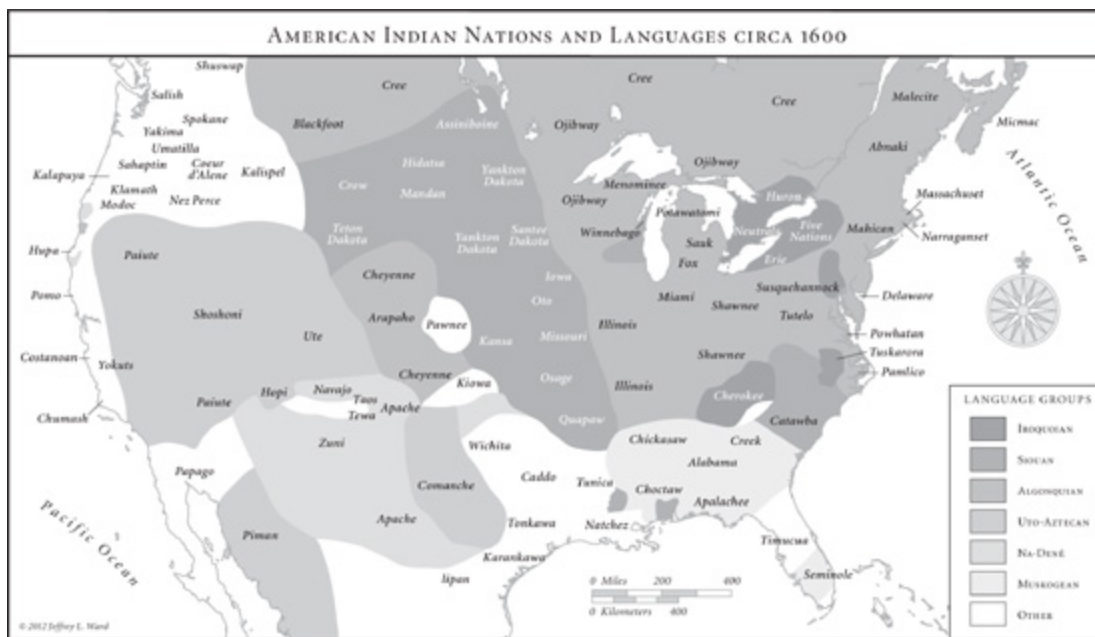 AMERICAN INDIAN NATIONS AND LANGUAGES CIRCA 1600
Shuswap
Cree
Cree
Cree
Malecite
Salish
Spokane
Blackfoot
Assiniboine
Ojibway
Micmac
Yakima
Umatilla
Abnaki
Sahaptin
Coeur
d'Alene
Kalispel
Hidatsa
Yankton
Dakota
Ojibway
Kalapuya
Klamath
Modoc
Nez Perce
Crow
Mandan
Menominee
Ojibway
Potawatomi
Huron
Massachuset
Atlantic Ocean
Hupa
Paiute
Teton
Dakota
Yankton
Dakota
Santee
Dakota
Winnebago
Sauk
Fox
Neutrals
Five
Nations
Erie
Mahican
Narraganset
Pomo
Shoshoni
Cheyenne
Iowa
Miami
Susquehannock
Shawnee
Delaware
Arapaho
Pawnee
Oto
Tutelo
Costanoan
Ute
Kansa
Missouri
Illinois
Powhatan
Yokuts
Cheyenne
Kiowa
Osage
Shawnee
Tuskarora
Pamlico
Chumash
Paiute
Hopi
Navajo
Taos
Tewa
Apache
Illinois
Cherokee
Quapaw
Catawba
Zuni
Wichita
Chickasaw
Creek
Papago
Comanche
Caddo
Alabama
Tunica
Choctaw
Apalachee
Pacific Ocean
Piman
Apache
Tonkawa
Natchez
Karankawa
Timucua
lipan
Seminole
0 Miles 200 400
0 Kilometers 400
LANGUAGE GROUPS
IROQUOIAN
SIOUAN
ALGONQUIAN
UTO-AZTECAN
NA-DENÉ
MUSKOGEAN
OTHER
© 2012 Jeffrey L. Ward